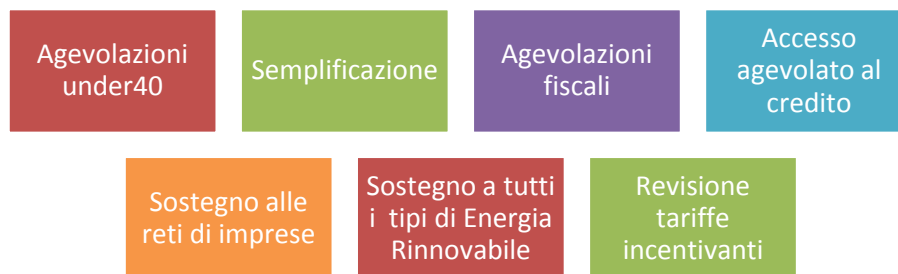 Agevolazioni
under40
Semplificazione
Agevolazioni
fiscali
Accesso
agevolato al
credito
Sostegno alle
reti di imprese
Sostegno a tutti
i tipi di Energia
Rinnovabile
Revisione
tariffe
incentivanti